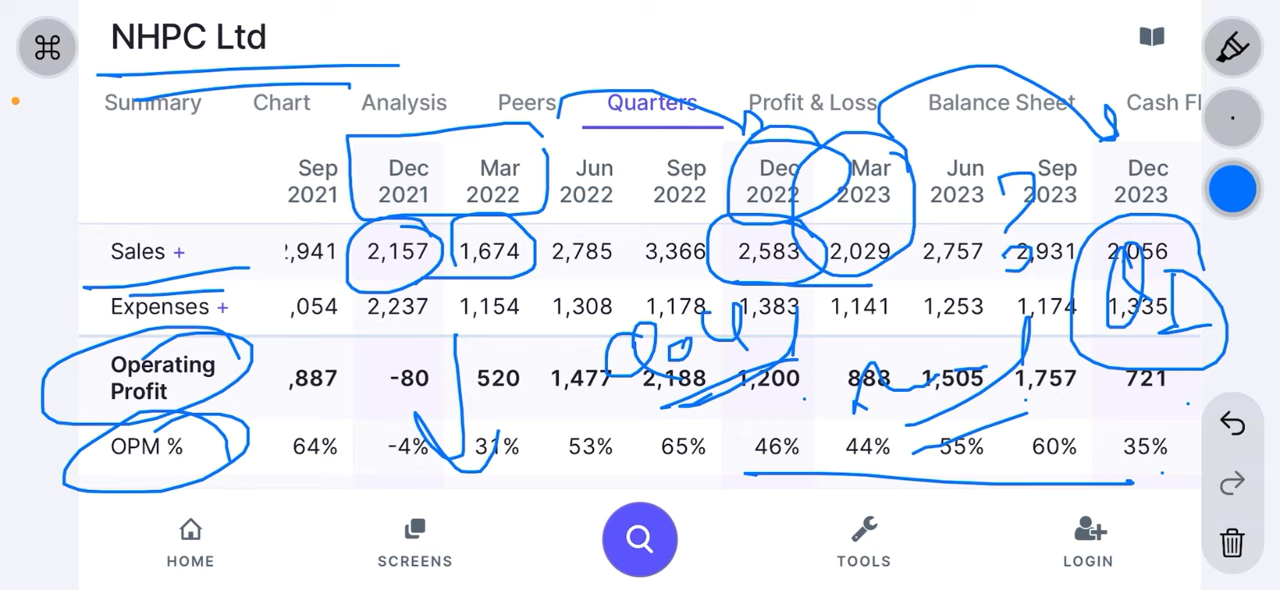 NHPC Ltd
Summary Chart Analysis Peers Quarters Profit & Loss Balance Sheet Cash Fl
Sep 2021 Dec 2021 Mar 2022 Jun 2022 Sep 2022 Dec 2022 Mar 2023 Jun 2023 Sep 2023 Dec 2023
Sales + ,941 2,157 1,674 2,785 3,366 2,583 2,029 2,757 2,931 2,056
Expenses + ,054 2,237 1,154 1,308 1,178 1,383 1,141 1,253 1,174 1,335
Operating Profit ,887 -80 520 1,477 2,188 1,200 888 1,505 1,757 721
OPM % 64% -4% 31% 53% 65% 46% 44% 55% 60% 35%
HOME SCREENS TOOLS LOGIN